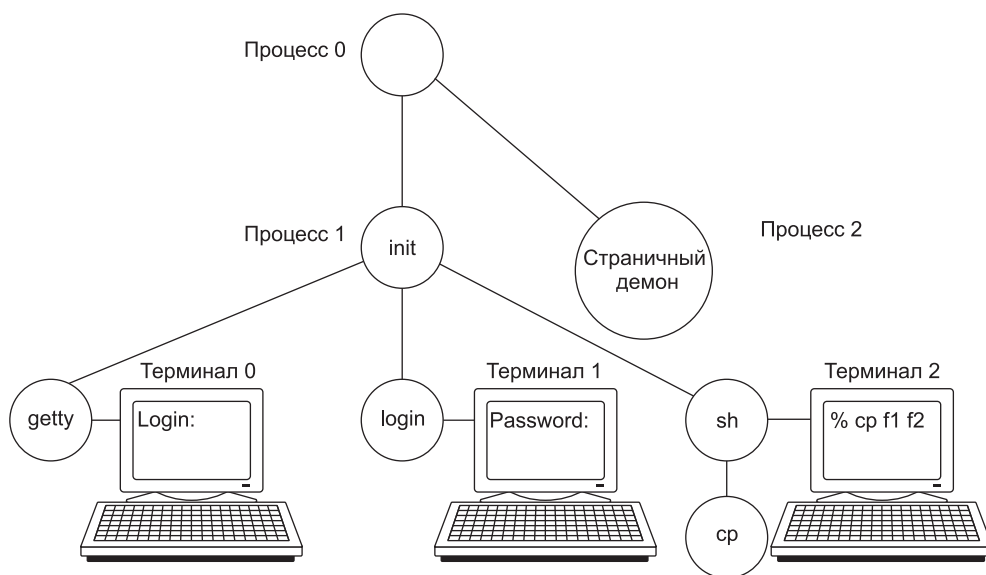 Процесс 0
Процесс 1
init
Процесс 2
Страничный
демон
Терминал 0
Терминал 1
Терминал 2
getty
Login:
login
Password:
sh
% cp f1 f2
cp